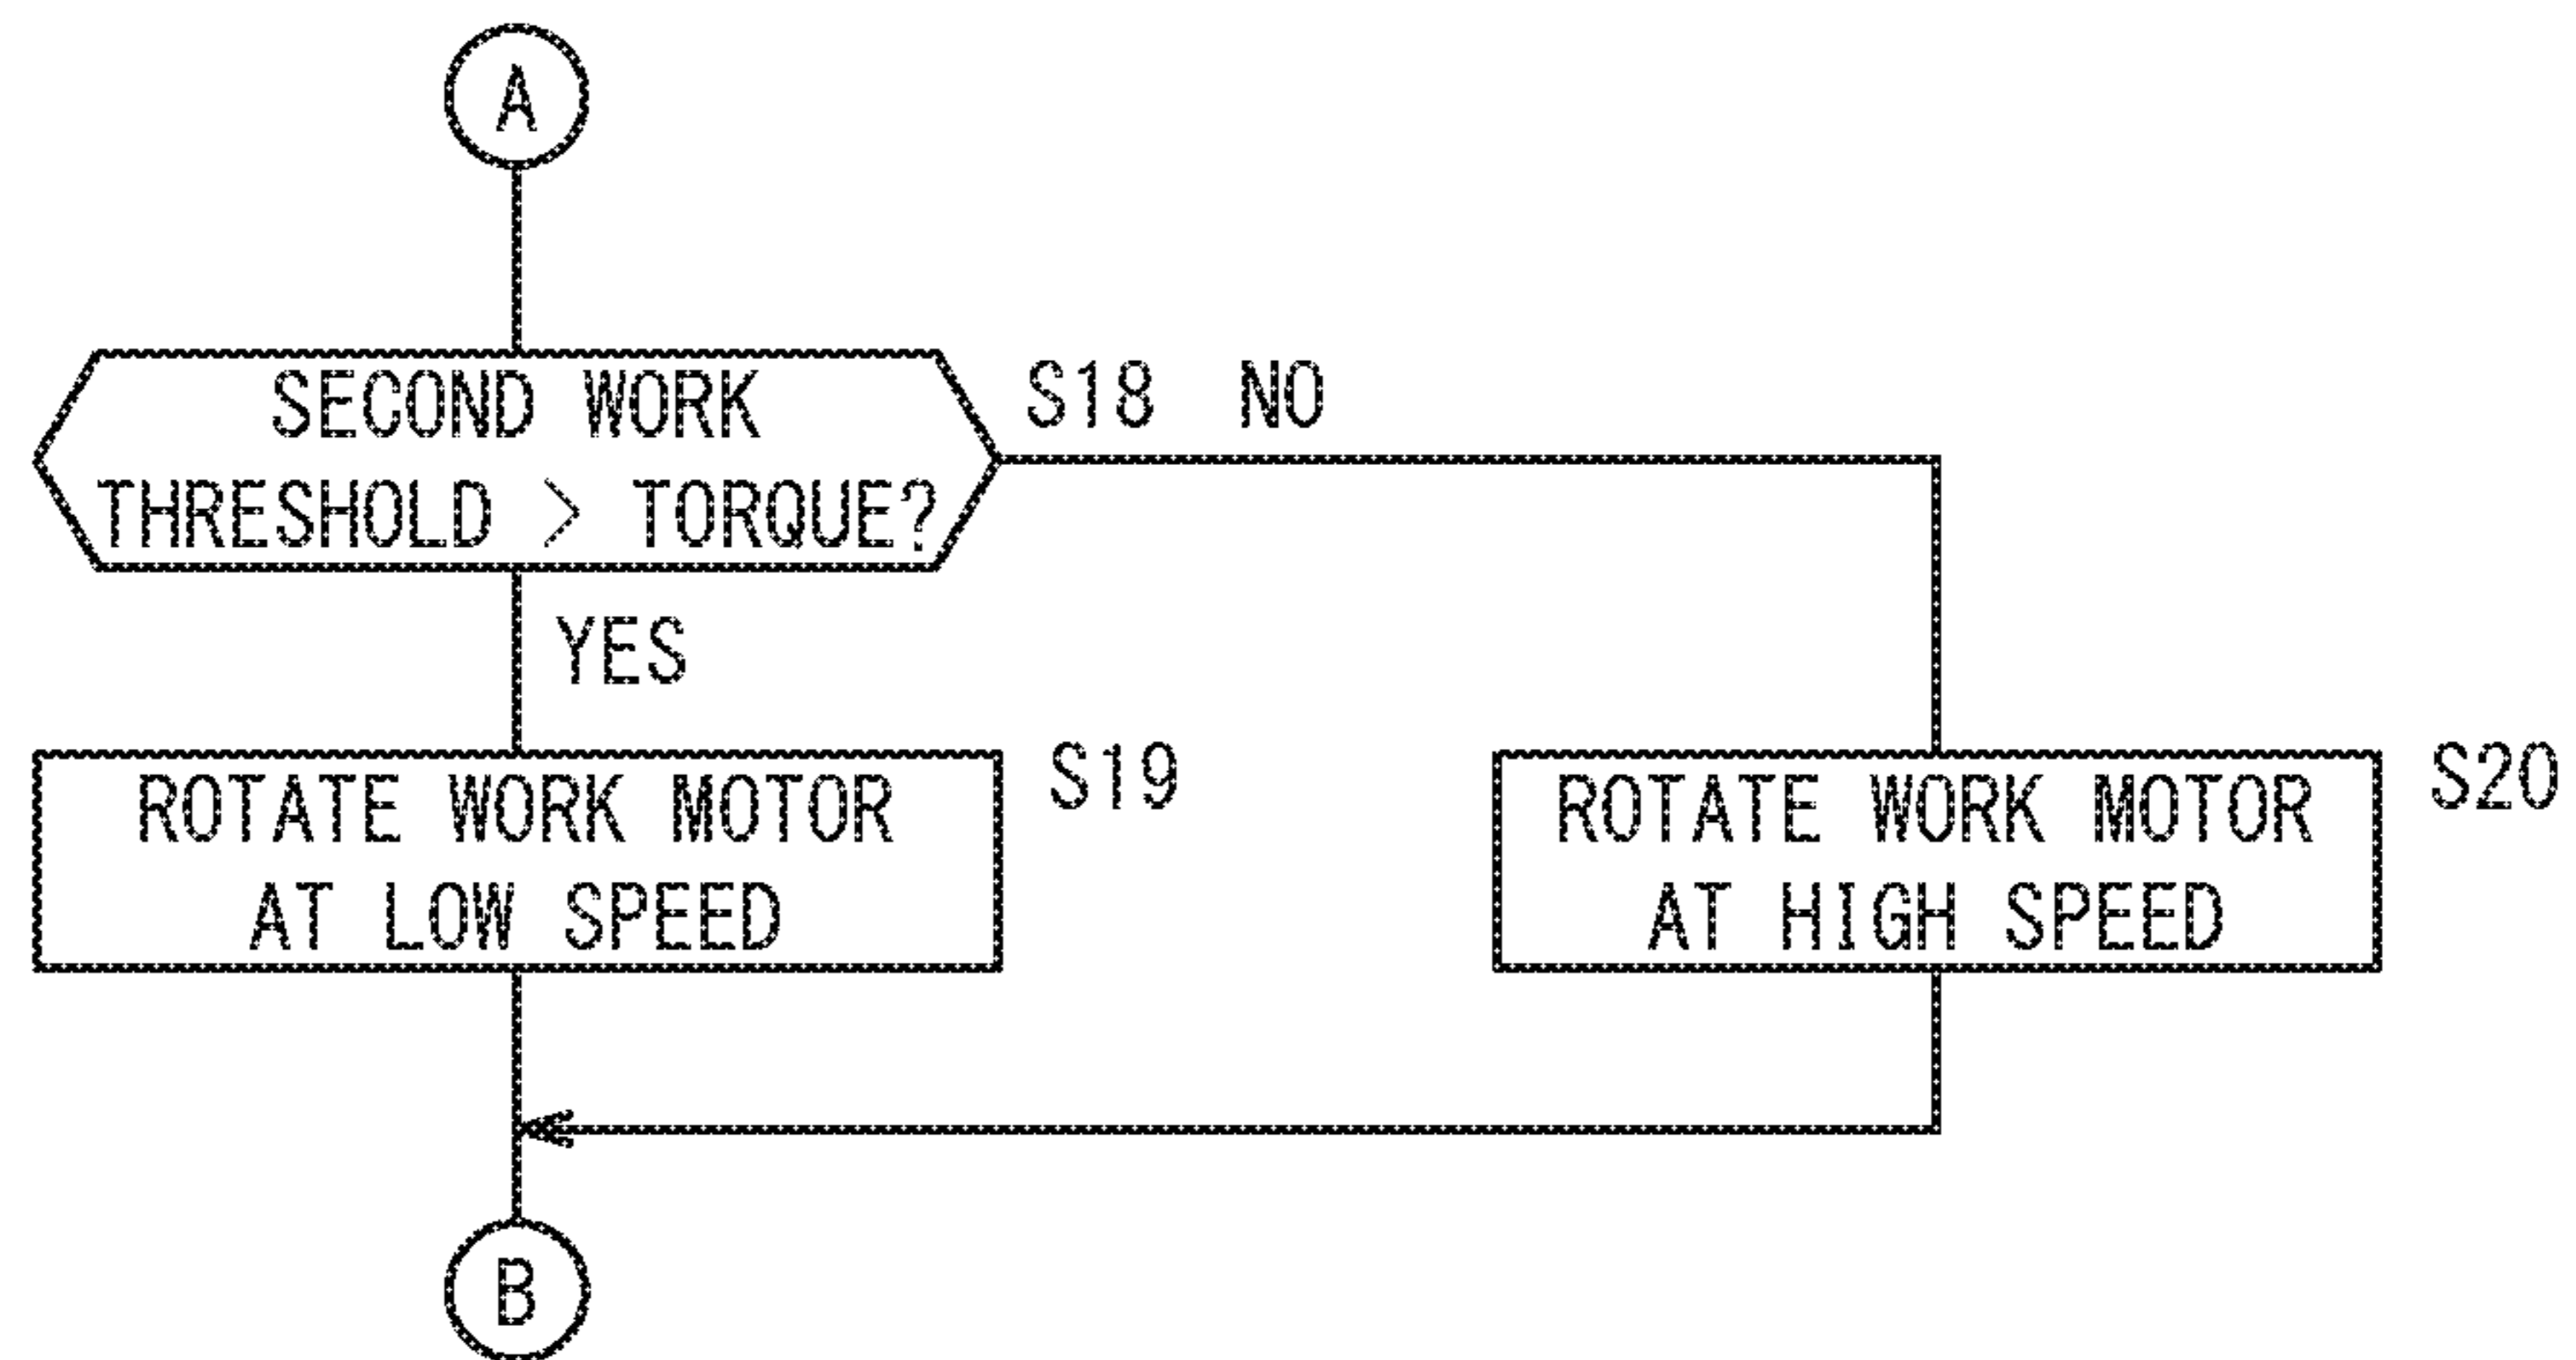 A
SECOND WORK
THRESHOLD > TORQUE?
S18 NO
YES
ROTATE WORK MOTOR
AT LOW SPEED
S19
ROTATE WORK MOTOR
AT HIGH SPEED
S20
B